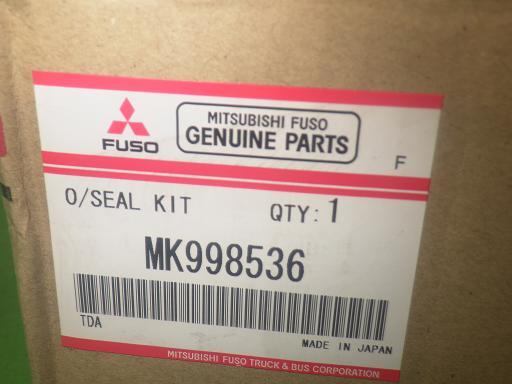 FUSO
MITSUBISHI FUSO
GENUINE PARTS
F
O/SEAL KIT
QTY: 1
MK998536
TDA
MADE IN JAPAN
MITSUBISHI FUSO TRUCK & BUS CORPORATION